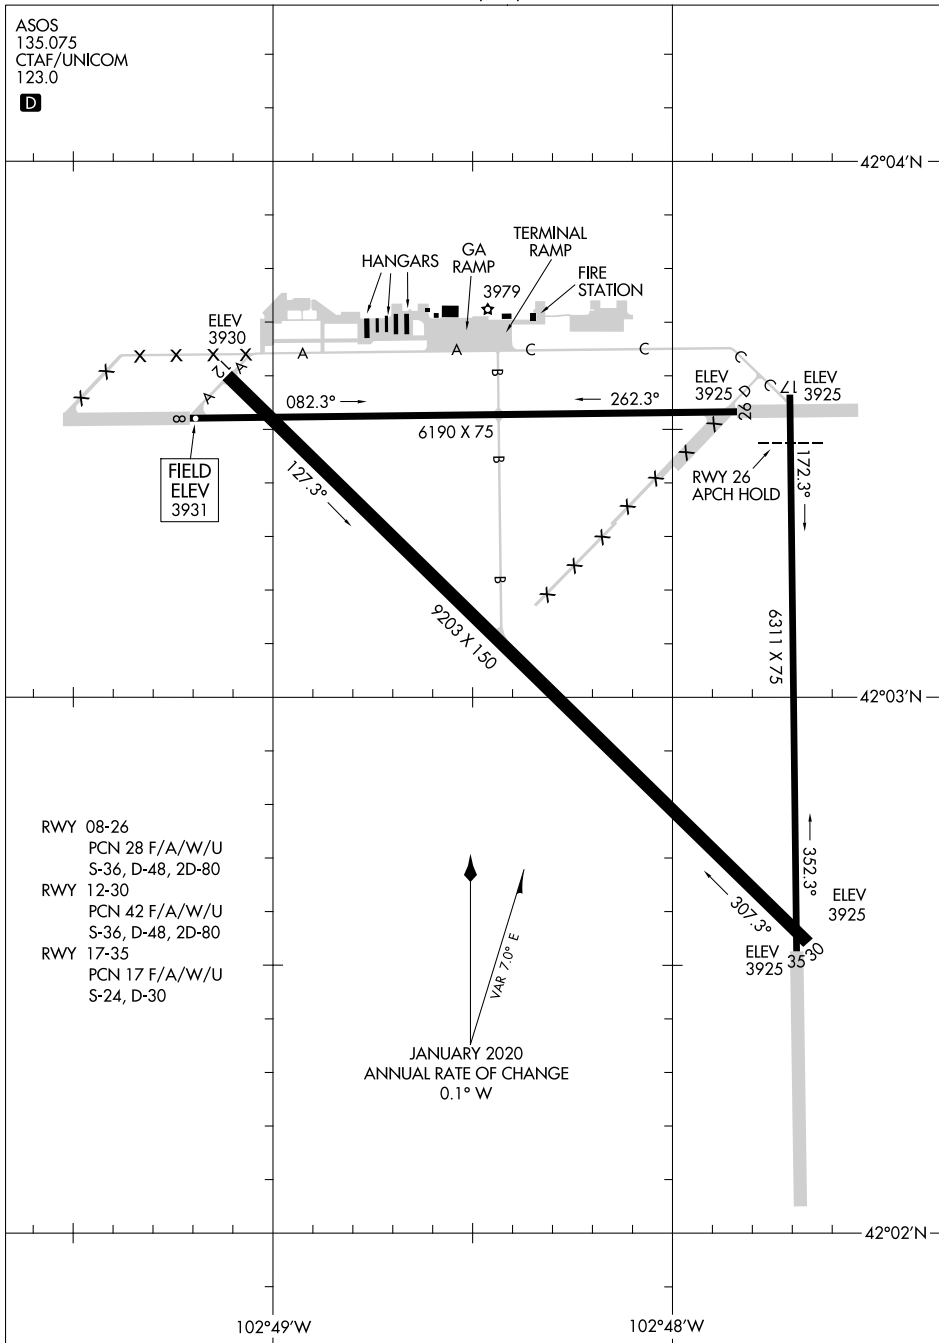 ASOS
135.075
CTAF/UNICOM
123.0
D
42°04'N
HANGARS
GA
RAMP
TERMINAL
RAMP
3979
FIRE
STATION
ELEV
3930
X X X X
X
X
A
A
C
C
C
C
B
B
B
A
A
12
8
D
26
17
ELEV
3925
ELEV
3925
082.3°
262.3°
6190 X 75
FIELD
ELEV
3931
127.3°
RWY 26
APCH HOLD
172.3°
X
X
X
X
X
X
X
9203 X 150
6311 X 75
42°03'N
RWY 08-26
PCN 28 F/A/W/U
S-36, D-48, 2D-80
RWY 12-30
PCN 42 F/A/W/U
S-36, D-48, 2D-80
RWY 17-35
PCN 17 F/A/W/U
S-24, D-30
307.3°
352.3°
ELEV
3925
ELEV
3925
35
30
VAR 7.0° E
JANUARY 2020
ANNUAL RATE OF CHANGE
0.1° W
42°02'N
102°49'W
102°48'W